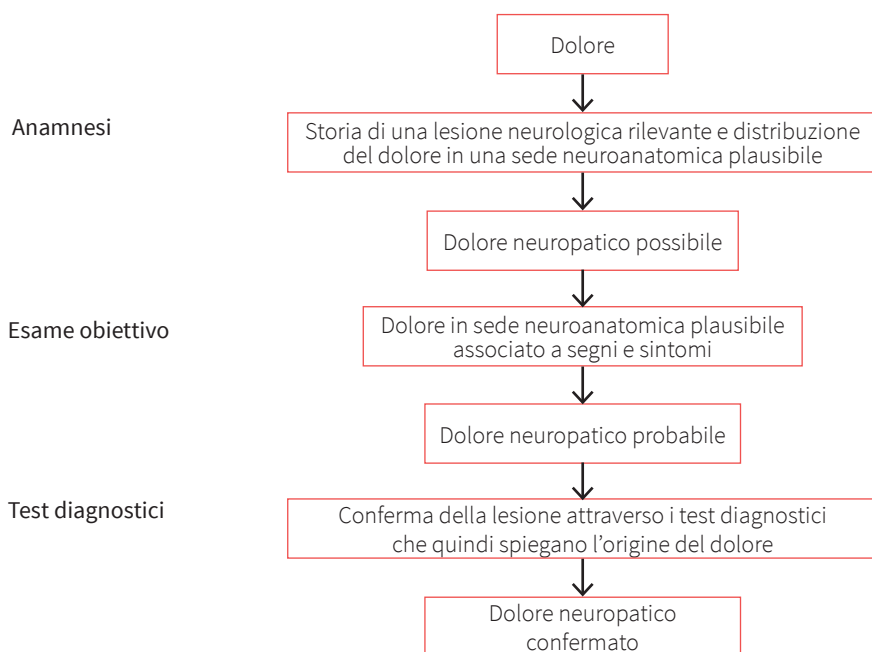 Dolore
Anamnesi
Storia di una lesione neurologica rilevante e distribuzione
del dolore in una sede neuroanatomica plausibile
Dolore neuropatico possibile
Esame obiettivo
Dolore in sede neuroanatomica plausibile
associato a segni e sintomi
Dolore neuropatico probabile
Test diagnostici
Conferma della lesione attraverso i test diagnostici
che quindi spiegano l’origine del dolore
Dolore neuropatico
confermato